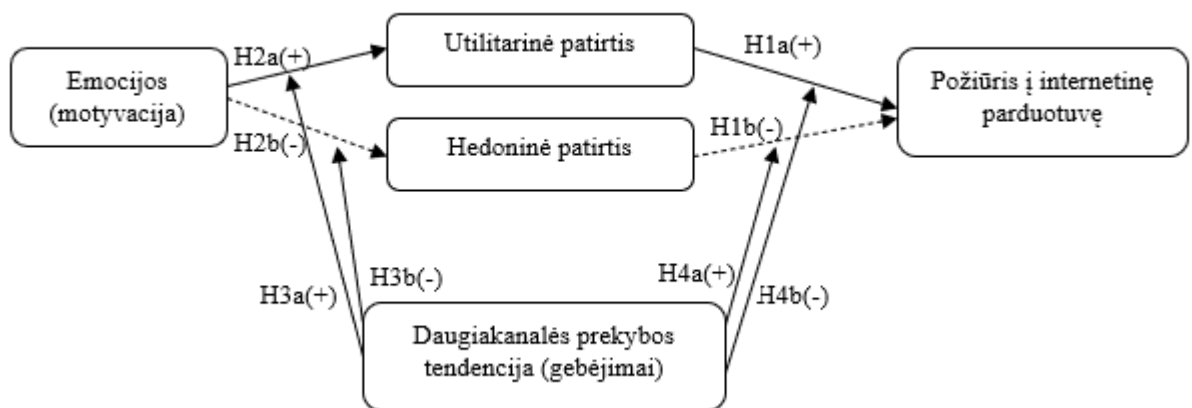 Utilitarinė patirtis
H1a(+)
H2a(+)
Emocijos
(motyvacija)
Požiūris į internetinę
parduotuvę
H1b(-)
H2b(-)
Hedoninė patirtis
H3b(-)
H4a(+)
H3a(+)
H4b(-)
Daugiakanalės prekybos
tendencija (gebėjimai)